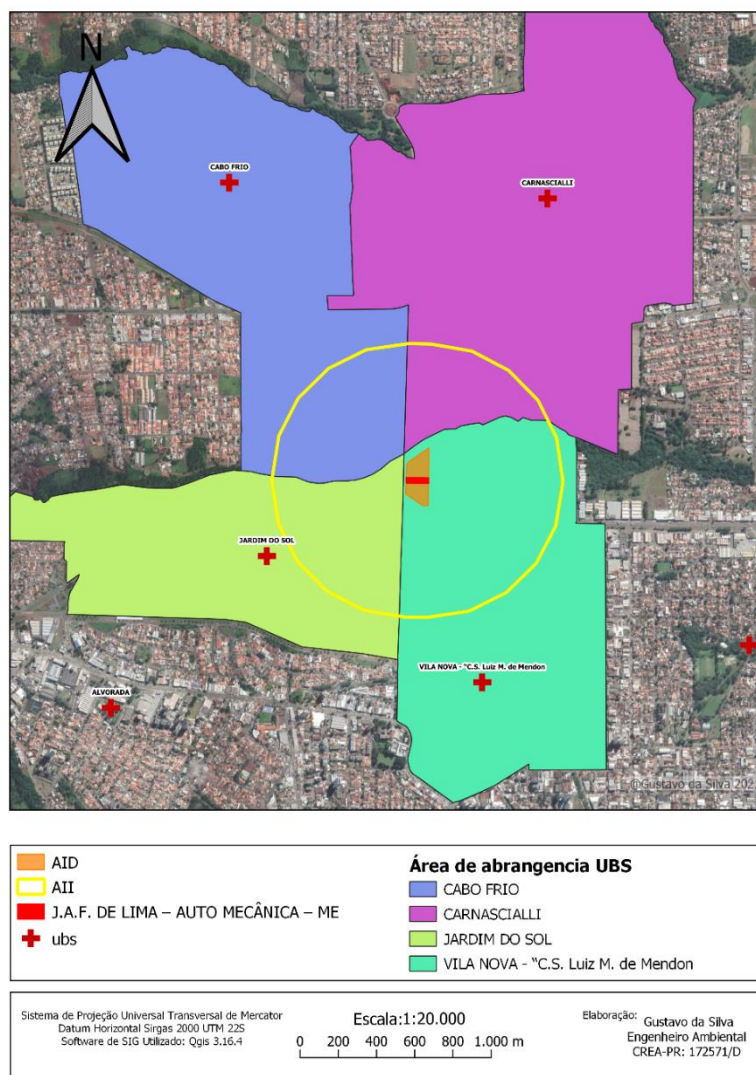 N
CABO FRIO
CARNASCIALLI
JARDIM DO SOL
VILA NOVA - "C.S. Luiz M. de Mendon
ALVORADA
@Gustavo da Silva 202
AID
AII
J.A.F. DE LIMA – AUTO MECÂNICA – ME
ubs
Área de abrangencia UBS
CABO FRIO
CARNASCIALLI
JARDIM DO SOL
VILA NOVA - "C.S. Luiz M. de Mendon
Sistema de Projeção Universal Transversal de Mercator
Datum Horizontal Sirgas 2000 UTM 22S
Software de SIG Utilizado: Qgis 3.16.4
Escala:1:20.000
0 200 400 600 800 1.000 m
Elaboração: Gustavo da Silva
Engenheiro Ambiental
CREA-PR: 172571/D